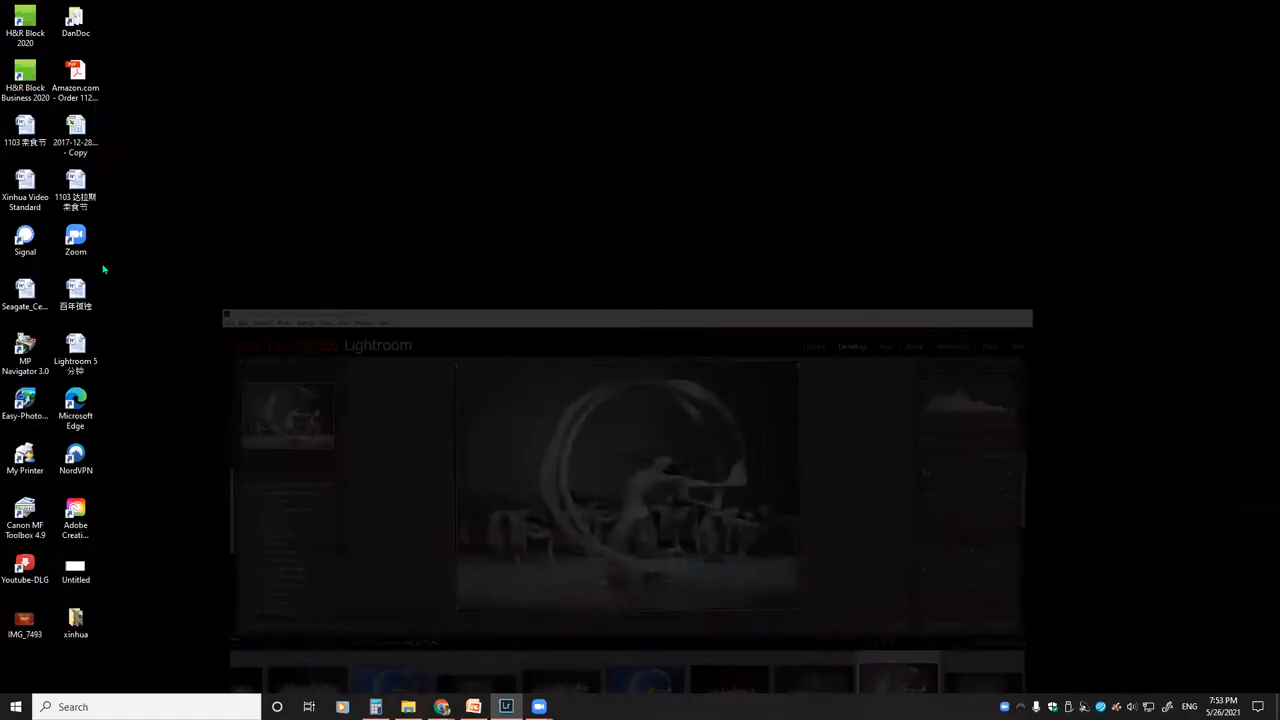 H&R Block
2020
DanDoc
H&R Block
Business 2020
Amazon.com
- Order 112...
1103 素食节
2017-12-28...
- Copy
Xinhua Video
Standard
1103 达拉斯
素食节
Signal
Zoom
Seagate_Ce...
百年孤独
MP
Navigator 3.0
Lightroom 5
分钟
Easy-Photo...
Microsoft
Edge
My Printer
NordVPN
Canon MF
Toolbox 4.9
Adobe
Creati...
Youtube-DLG
Untitled
IMG_7493
xinhua
Lightroom
Develop
Search
Lr
ENG
7:53 PM
5/26/2021